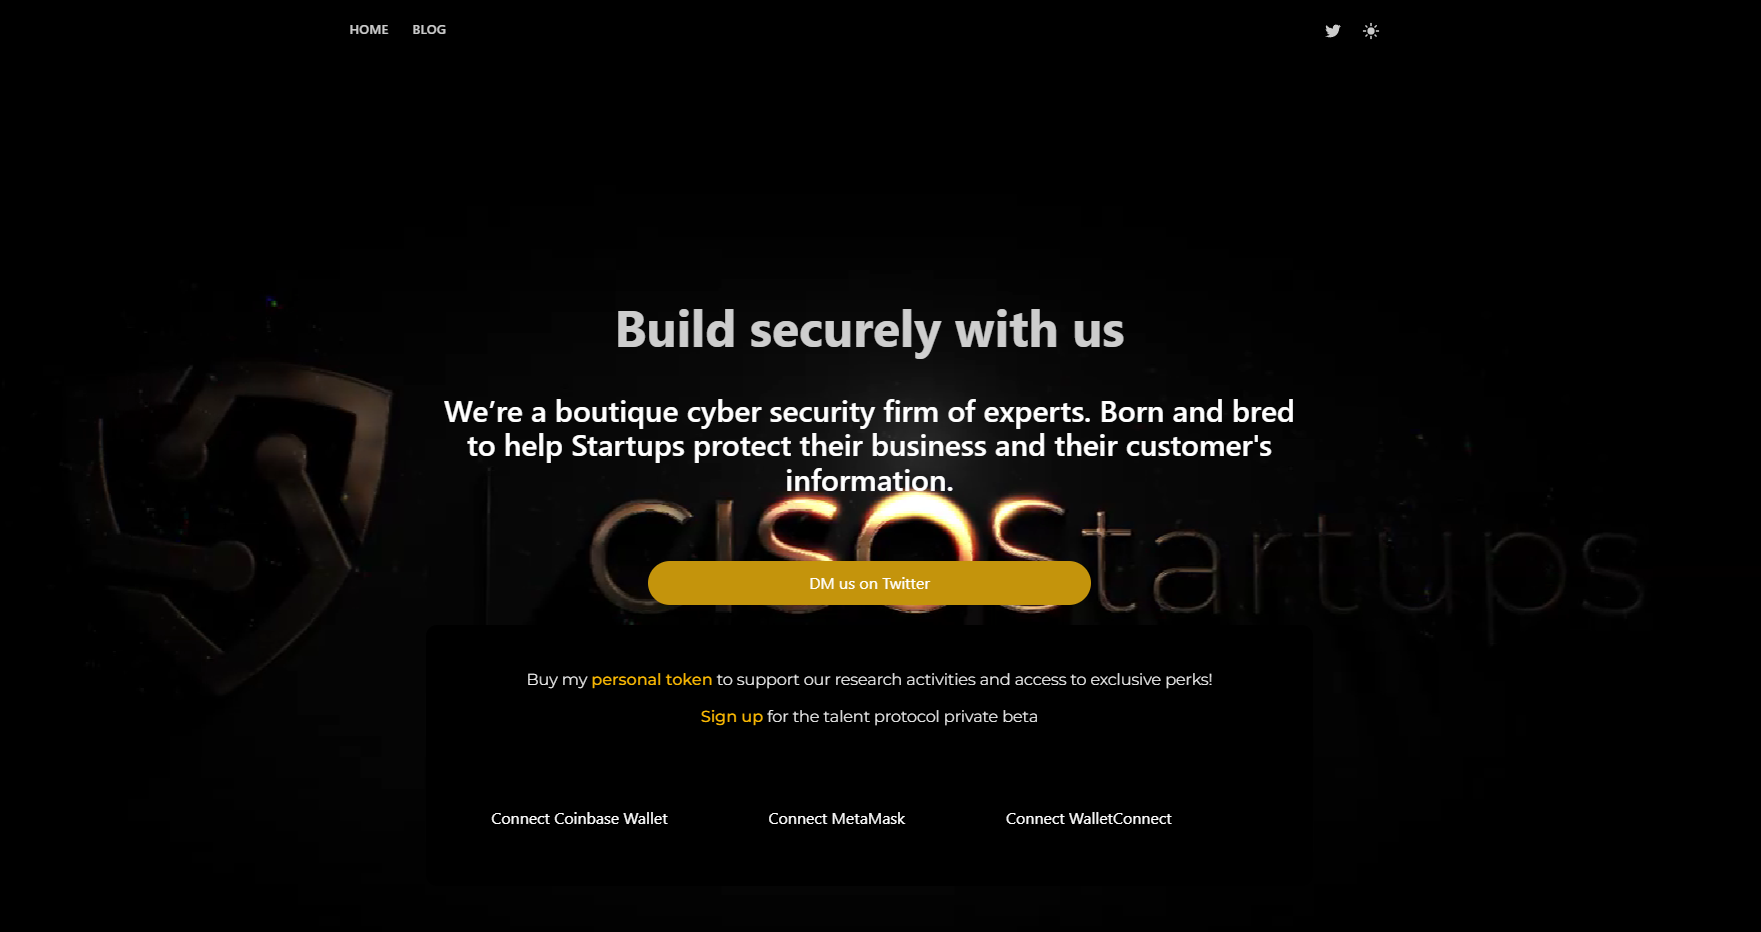 HOME BLOG
Build securely with us
We’re a boutique cyber security firm of experts. Born and bred
to help Startups protect their business and their customer's
information.
CISOStartups
DM us on Twitter
Buy my personal token to support our research activities and access to exclusive perks!
Sign up for the talent protocol private beta
Connect Coinbase Wallet Connect MetaMask Connect WalletConnect